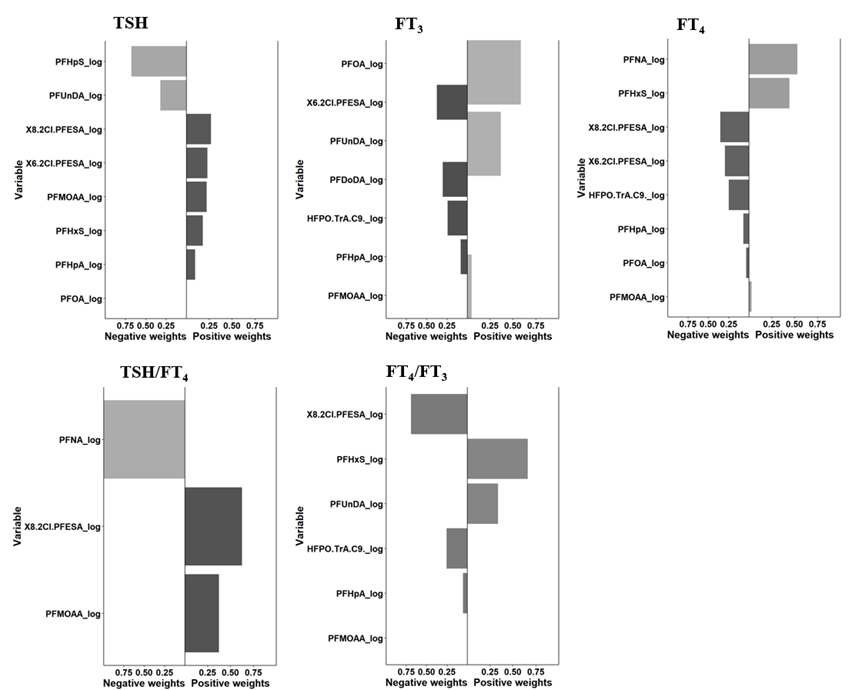 TSH
Variable
PFHpS_log
PFUnDA_log
X8.2Cl.PFESA_log
X6.2Cl.PFESA_log
PFMOAA_log
PFHxS_log
PFHpA_log
PFOA_log
0.75 0.50 0.25 0.25 0.50 0.75
Negative weights Positive weights
FT3
Variable
PFOA_log
X6.2Cl.PFESA_log
PFUnDA_log
PFDoDA_log
HFPO.TrA.C9._log
PFHpA_log
PFMOAA_log
0.75 0.50 0.25 0.25 0.50 0.75
Negative weights Positive weights
FT4
Variable
PFNA_log
PFHxS_log
X8.2Cl.PFESA_log
X6.2Cl.PFESA_log
HFPO.TrA.C9._log
PFHpA_log
PFOA_log
PFMOAA_log
0.75 0.50 0.25 0.25 0.50 0.75
Negative weights Positive weights
TSH/FT4
Variable
PFNA_log
X8.2Cl.PFESA_log
PFMOAA_log
0.75 0.50 0.25 0.25 0.50 0.75
Negative weights Positive weights
FT4/FT3
Variable
X8.2Cl.PFESA_log
PFHxS_log
PFUnDA_log
HFPO.TrA.C9._log
PFHpA_log
PFMOAA_log
0.75 0.50 0.25 0.25 0.50 0.75
Negative weights Positive weights